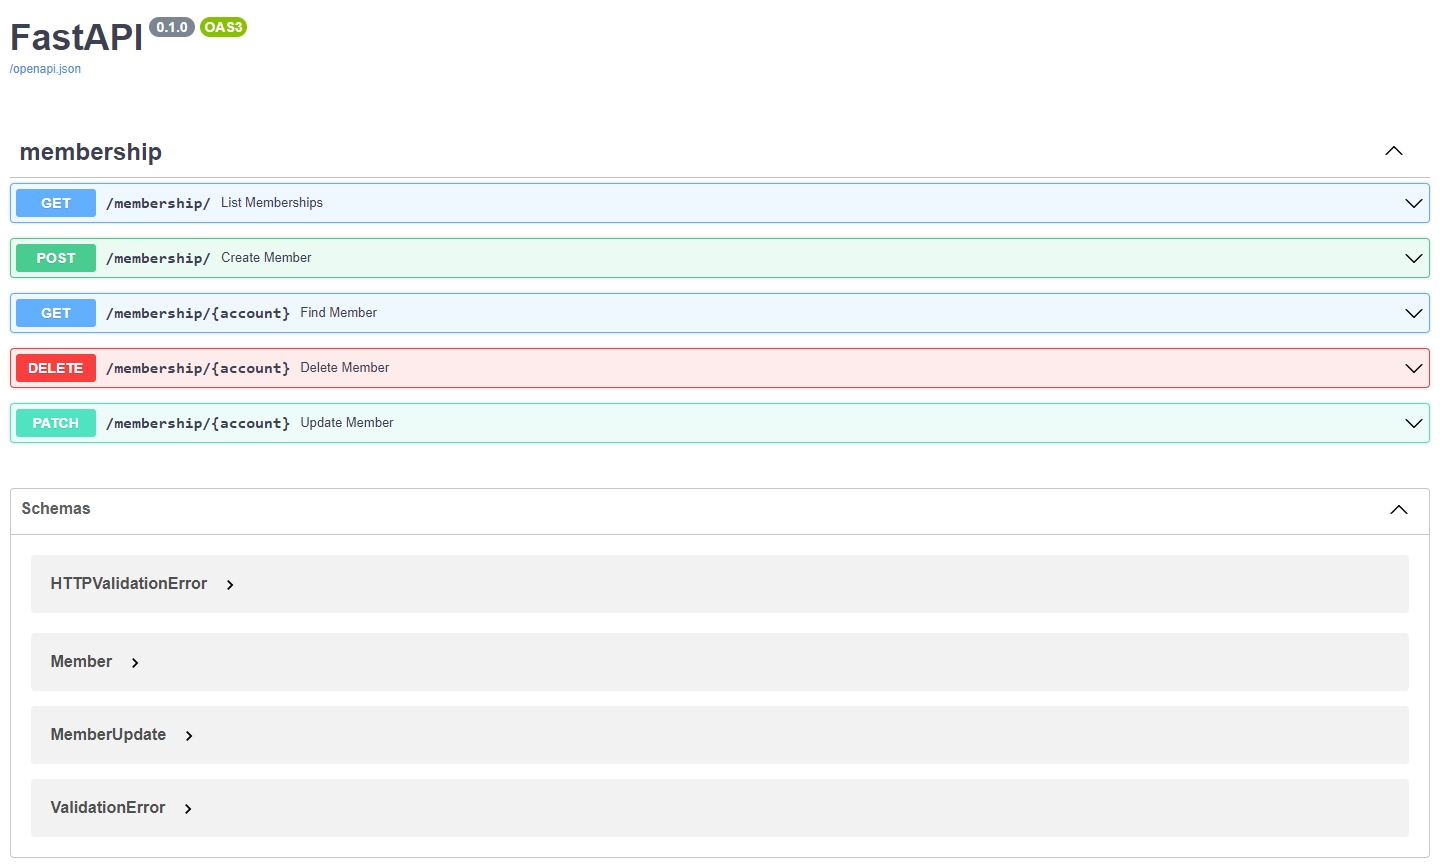 FastAPI 0.1.0 OAS3
/openapi.json
membership
GET /membership/ List Memberships
POST /membership/ Create Member
GET /membership/{account} Find Member
DELETE /membership/{account} Delete Member
PATCH /membership/{account} Update Member
Schemas
HTTPValidationError
Member
MemberUpdate
ValidationError